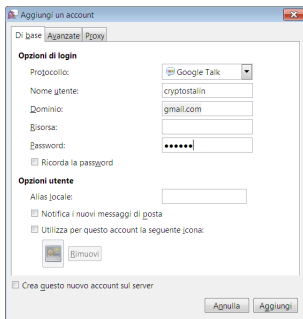 Aggiungi un account
Di base Avanzate Proxy
Opzioni di login
Protocollo: Google Talk
Nome utente: cryptostalin
Dominio: gmail.com
Risorsa:
Password: ●●●●●●
Ricorda la password
Opzioni utente
Alias locale:
Notifica i nuovi messaggi di posta
Utilizza per questo account la seguente icona:
Rimuovi
Crea questo nuovo account sul server
Annulla Aggiungi